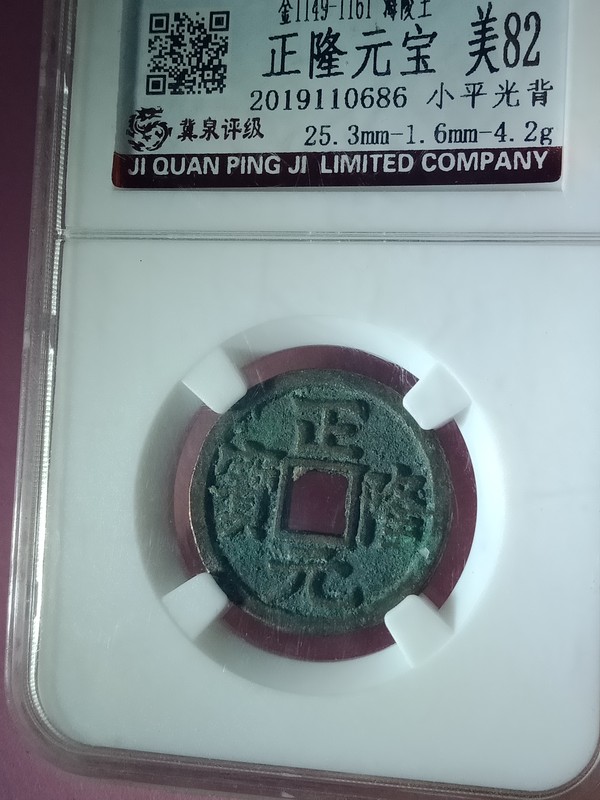 金1149-1161 海陵王
正隆元宝 美82
2019110686 小平光背
冀泉评级 25.3mm-1.6mm-4.2g
JI QUAN PING JI LIMITED COMPANY
正隆元寳